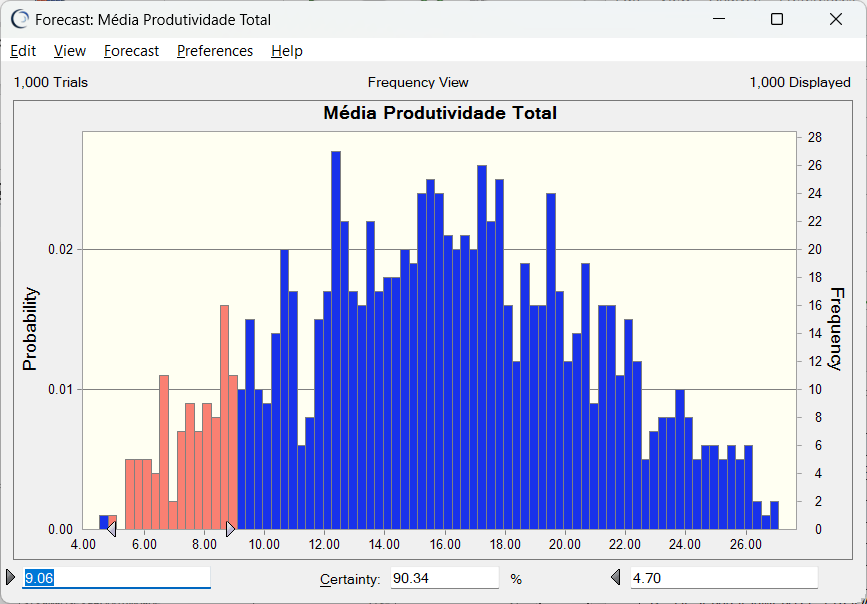 Forecast: Média Produtividade Total
Edit View Forecast Preferences Help
1,000 Trials Frequency View 1,000 Displayed
Média Produtividade Total
Probability
0.02
0.01
0.00
28
26
24
22
20
18
16
14
12
10
8
6
4
2
0
Frequency
4.00 6.00 8.00 10.00 12.00 14.00 16.00 18.00 20.00 22.00 24.00 26.00
9.06 Certainty: 90.34 % 4.70